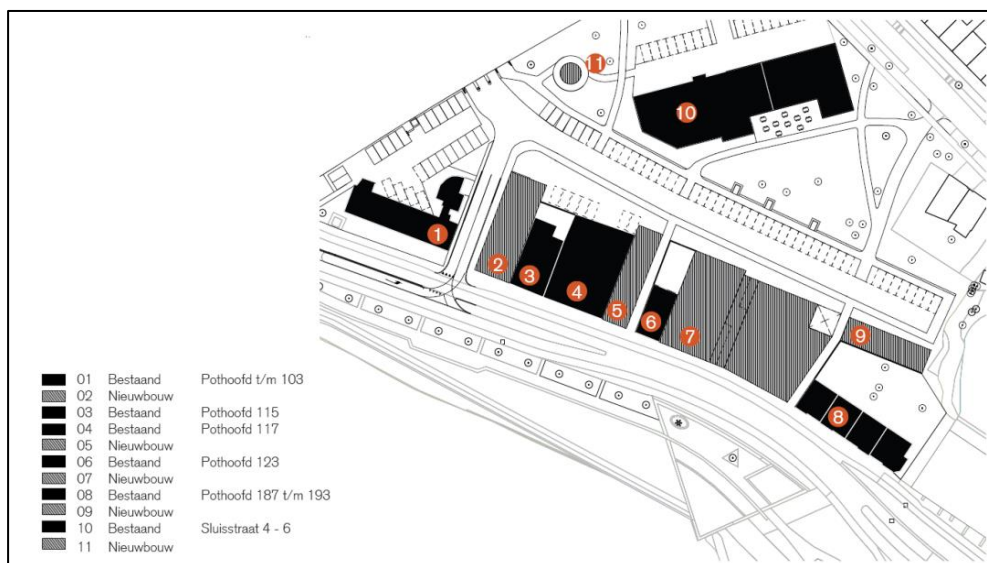 11
10
1
2
3
4
5
6
7
9
8
01 Bestaand Pothoofd t/m 103
02 Nieuwbouw
03 Bestaand Pothoofd 115
04 Bestaand Pothoofd 117
05 Nieuwbouw
06 Bestaand Pothoofd 123
07 Nieuwbouw
08 Bestaand Pothoofd 187 t/m 193
09 Nieuwbouw
10 Bestaand Sluisstraat 4 - 6
11 Nieuwbouw